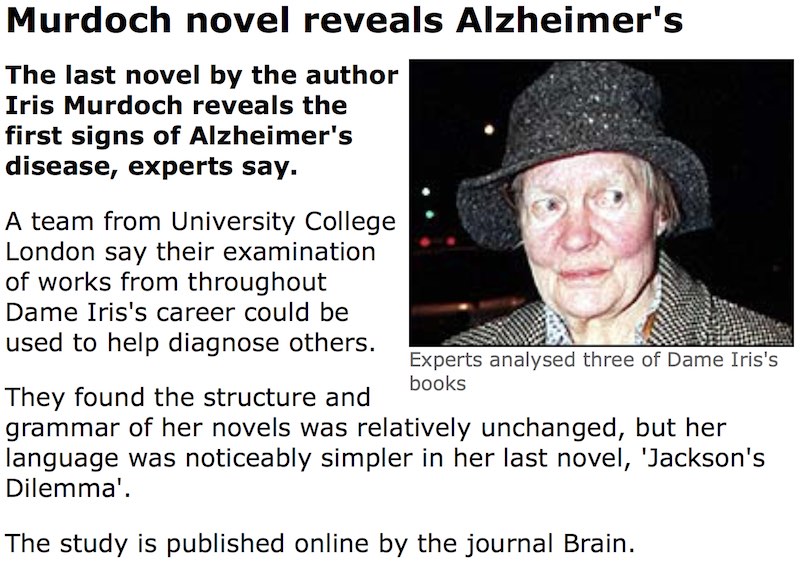 Murdoch novel reveals Alzheimer's
The last novel by the author
Iris Murdoch reveals the
first signs of Alzheimer's
disease, experts say.
A team from University College
London say their examination
of works from throughout
Dame Iris's career could be
used to help diagnose others.
Experts analysed three of Dame Iris's
books
They found the structure and
grammar of her novels was relatively unchanged, but her
language was noticeably simpler in her last novel, 'Jackson's
Dilemma'.
The study is published online by the journal Brain.